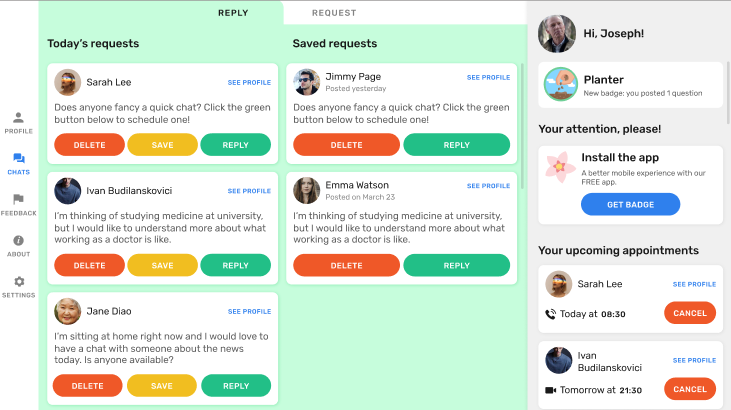 PROFILE
CHATS
FEEDBACK
ABOUT
SETTINGS
REPLY
REQUEST
Today's requests
Sarah Lee
SEE PROFILE
Does anyone fancy a quick chat? Click the green
button below to schedule one!
DELETE
SAVE
REPLY
Ivan Budilanskovici
SEE PROFILE
I'm thinking of studying medicine at university,
but I would like to understand more about what
working as a doctor is like.
DELETE
SAVE
REPLY
Jane Diao
SEE PROFILE
I'm sitting at home right now and I would love to
have a chat with someone about the news
today. Is anyone available?
DELETE
SAVE
REPLY
Saved requests
Jimmy Page
SEE PROFILE
Posted yesterday
Does anyone fancy a quick chat? Click the green
button below to schedule one!
DELETE
REPLY
Emma Watson
SEE PROFILE
Posted on March 23
I'm thinking of studying medicine at university,
but I would like to understand more about what
working as a doctor is like.
DELETE
REPLY
Hi, Joseph!
Planter
New badge: you posted 1 question
Your attention, please!
Install the app
A better mobile experience with our
FREE app.
GET BADGE
Your upcoming appointments
Sarah Lee
SEE PROFILE
Today at 08:30
CANCEL
Ivan
Budilanskovici
SEE PROFILE
Tomorrow at 21:30
CANCEL